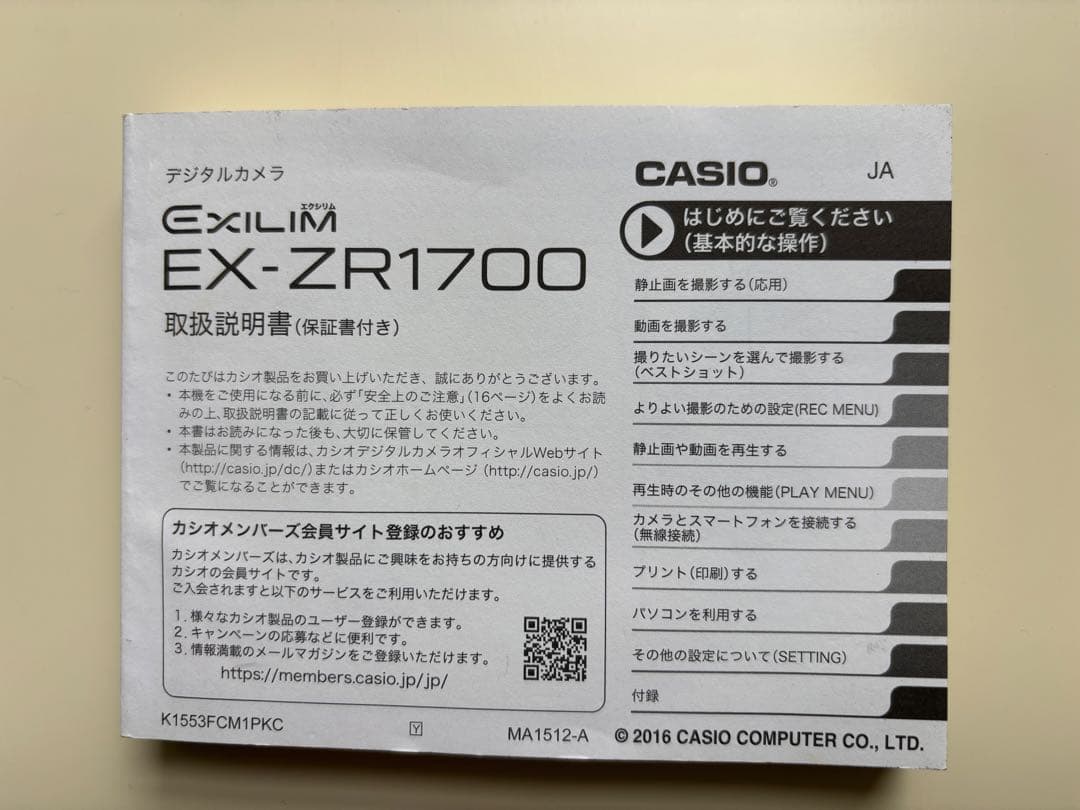 デジタルカメラ
エクシリム
EXILIM
EX-ZR1700
取扱説明書(保証書付き)
このたびはカシオ製品をお買い上げいただき、誠にありがとうございます。
• 本機をご使用になる前に、必ず「安全上のご注意」(16ページ)をよくお読
みの上、取扱説明書の記載に従って正しくお使いください。
• 本書はお読みになった後も、大切に保管してください。
• 本製品に関する情報は、カシオデジタルカメラオフィシャルWebサイト
(http://casio.jp/dc/)またはカシオホームページ (http://casio.jp/)
でご覧になることができます。
カシオメンバーズ会員サイト登録のおすすめ
カシオメンバーズは、カシオ製品にご興味をお持ちの方向けに提供する
カシオの会員サイトです。
ご入会されますと以下のサービスをご利用いただけます。
1. 様々なカシオ製品のユーザー登録ができます。
2. キャンペーンの応募などに便利です。
3. 情報満載のメールマガジンをご登録いただけます。
https://members.casio.jp/jp/
K1553FCM1PKC
Y
MA1512-A
CASIO®
JA
はじめにご覧ください
(基本的な操作)
静止画を撮影する(応用)
動画を撮影する
撮りたいシーンを選んで撮影する
(ベストショット)
よりよい撮影のための設定(REC MENU)
静止画や動画を再生する
再生時のその他の機能(PLAY MENU)
カメラとスマートフォンを接続する
(無線接続)
プリント(印刷)する
パソコンを利用する
その他の設定について(SETTING)
付録
© 2016 CASIO COMPUTER CO., LTD.